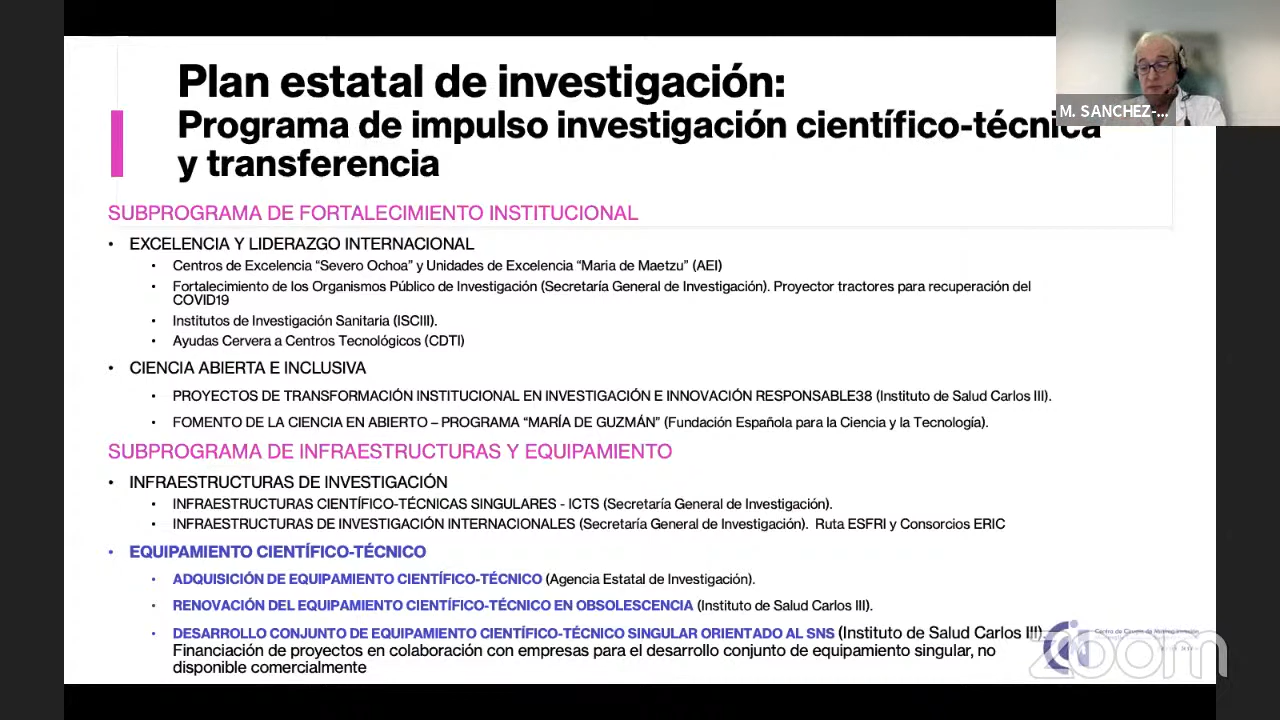 Plan estatal de investigación:
Programa de impulso investigación científico-técnica
y transferencia
M. SANCHEZ-...
SUBPROGRAMA DE FORTALECIMIENTO INSTITUCIONAL
• EXCELENCIA Y LIDERAZGO INTERNACIONAL
• Centros de Excelencia “Severo Ochoa” y Unidades de Excelencia “Maria de Maetzu” (AEI)
• Fortalecimiento de los Organismos Público de Investigación (Secretaría General de Investigación). Proyector tractores para recuperación del
COVID19
• Institutos de Investigación Sanitaria (ISCIII).
• Ayudas Cervera a Centros Tecnológicos (CDTI)
• CIENCIA ABIERTA E INCLUSIVA
• PROYECTOS DE TRANSFORMACIÓN INSTITUCIONAL EN INVESTIGACIÓN E INNOVACIÓN RESPONSABLE38 (Instituto de Salud Carlos III).
• FOMENTO DE LA CIENCIA EN ABIERTO – PROGRAMA “MARÍA DE GUZMÁN” (Fundación Española para la Ciencia y la Tecnología).
SUBPROGRAMA DE INFRAESTRUCTURAS Y EQUIPAMIENTO
• INFRAESTRUCTURAS DE INVESTIGACIÓN
• INFRAESTRUCTURAS CIENTÍFICO-TÉCNICAS SINGULARES - ICTS (Secretaría General de Investigación).
• INFRAESTRUCTURAS DE INVESTIGACIÓN INTERNACIONALES (Secretaría General de Investigación). Ruta ESFRI y Consorcios ERIC
• EQUIPAMIENTO CIENTÍFICO-TÉCNICO
• ADQUISICIÓN DE EQUIPAMIENTO CIENTÍFICO-TÉCNICO (Agencia Estatal de Investigación).
• RENOVACIÓN DEL EQUIPAMIENTO CIENTÍFICO-TÉCNICO EN OBSOLESCENCIA (Instituto de Salud Carlos III).
• DESARROLLO CONJUNTO DE EQUIPAMIENTO CIENTÍFICO-TÉCNICO SINGULAR ORIENTADO AL SNS (Instituto de Salud Carlos III)
Financiación de proyectos en colaboración con empresas para el desarrollo conjunto de equipamiento singular, no
disponible comercialmente
zoom